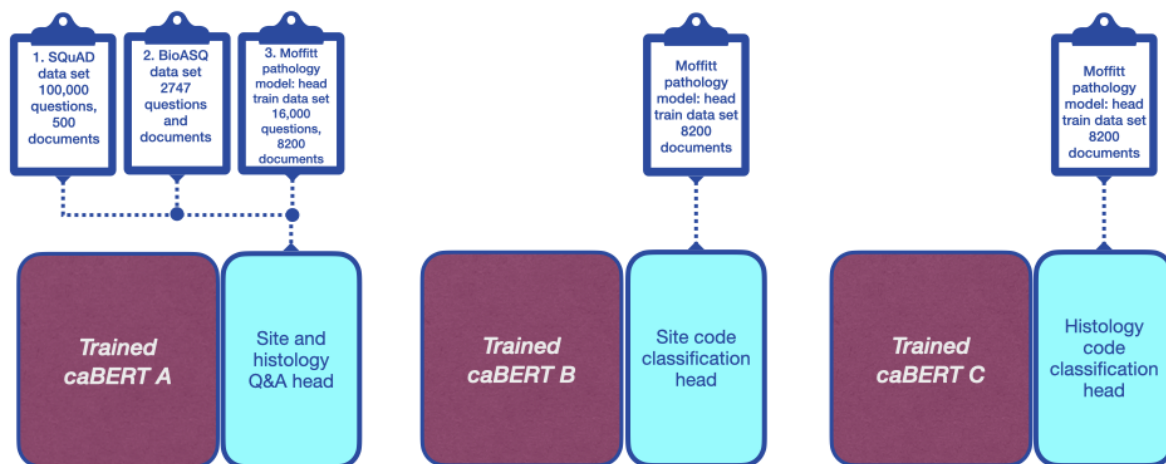 1. SQuAD
data set
100,000
questions,
500
documents
2. BioASQ
data set
2747
questions
and
documents
3. Moffitt
pathology
model: head
train data set
16,000
questions,
8200
documents
Moffitt
pathology
model: head
train data set
8200
documents
Moffitt
pathology
model: head
train data set
8200
documents
Trained
caBERT A
Site and
histology
Q&A head
Trained
caBERT B
Site code
classification
head
Trained
caBERT C
Histology
code
classification
head